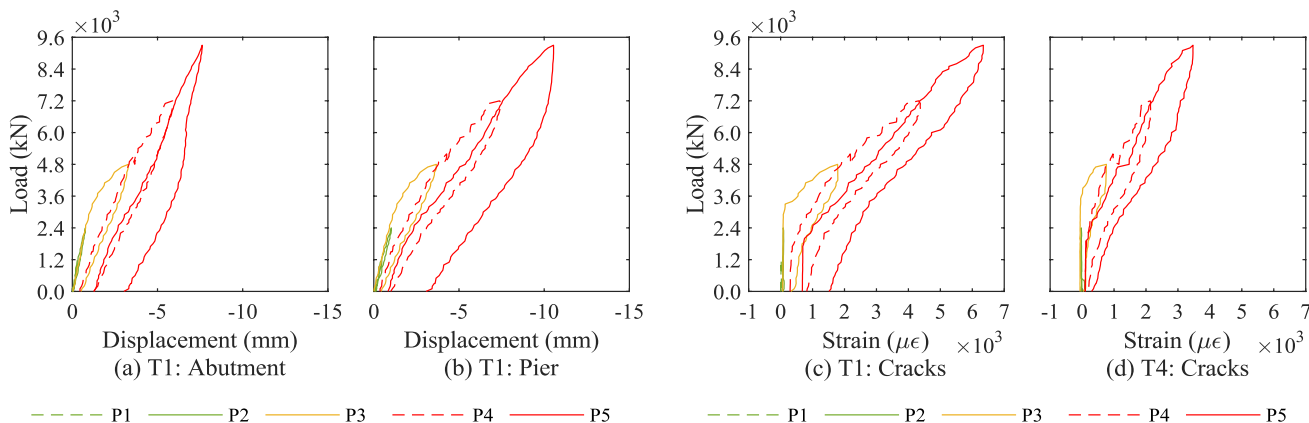 ×10³
9.6
8.4
7.2
6.0
4.8
3.6
2.4
1.2
0.0
Load (kN)
0 -5 -10 -15
Displacement (mm)
(a) T1: Abutment
0 -5 -10 -15
Displacement (mm)
(b) T1: Pier
×10³
9.6
8.4
7.2
6.0
4.8
3.6
2.4
1.2
0.0
Load (kN)
-1 0 1 2 3 4 5 6 7
Strain (με) ×10³
(c) T1: Cracks
-1 0 1 2 3 4 5 6 7
Strain (με) ×10³
(d) T4: Cracks
P1 P2 P3 P4 P5
P1 P2 P3 P4 P5